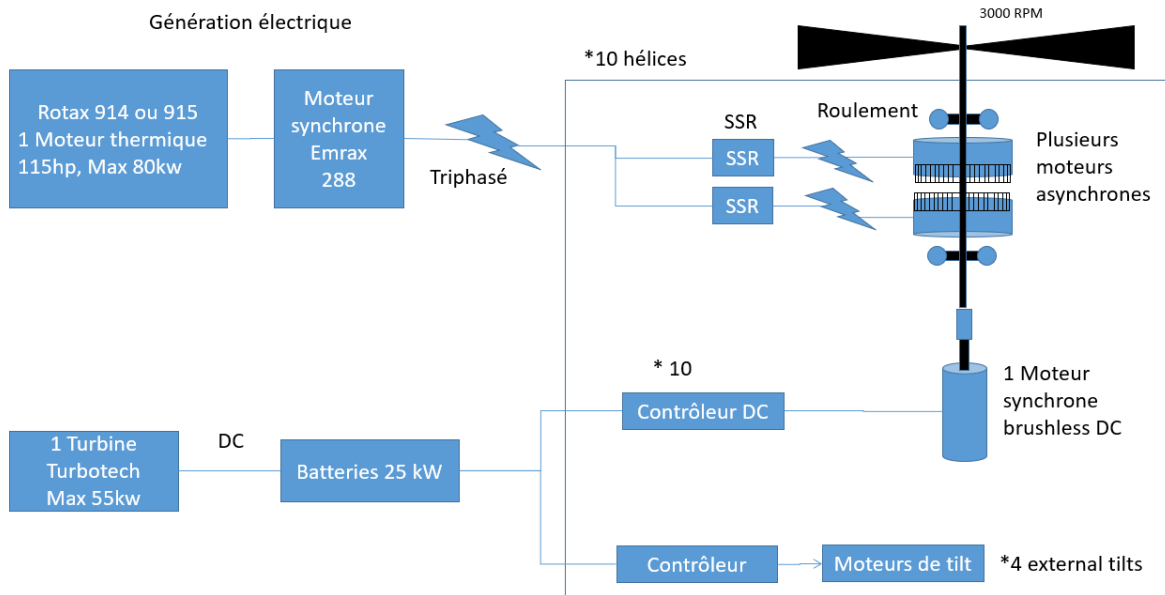 Génération électrique
3000 RPM
*10 hélices
Rotax 914 ou 915
1 Moteur thermique
115hp, Max 80kw
Moteur
synchrone
Emrax
288
Triphasé
SSR
SSR
SSR
Roulement
Plusieurs
moteurs
asynchrones
* 10
Contrôleur DC
1 Moteur
synchrone
brushless DC
1 Turbine
Turbotech
Max 55kw
DC
Batteries 25 kW
Contrôleur
Moteurs de tilt
*4 external tilts